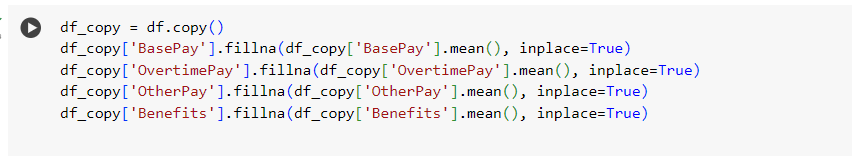 df_copy = df.copy()
df_copy['BasePay'].fillna(df_copy['BasePay'].mean(), inplace=True)
df_copy['OvertimePay'].fillna(df_copy['OvertimePay'].mean(), inplace=True)
df_copy['OtherPay'].fillna(df_copy['OtherPay'].mean(), inplace=True)
df_copy['Benefits'].fillna(df_copy['Benefits'].mean(), inplace=True)